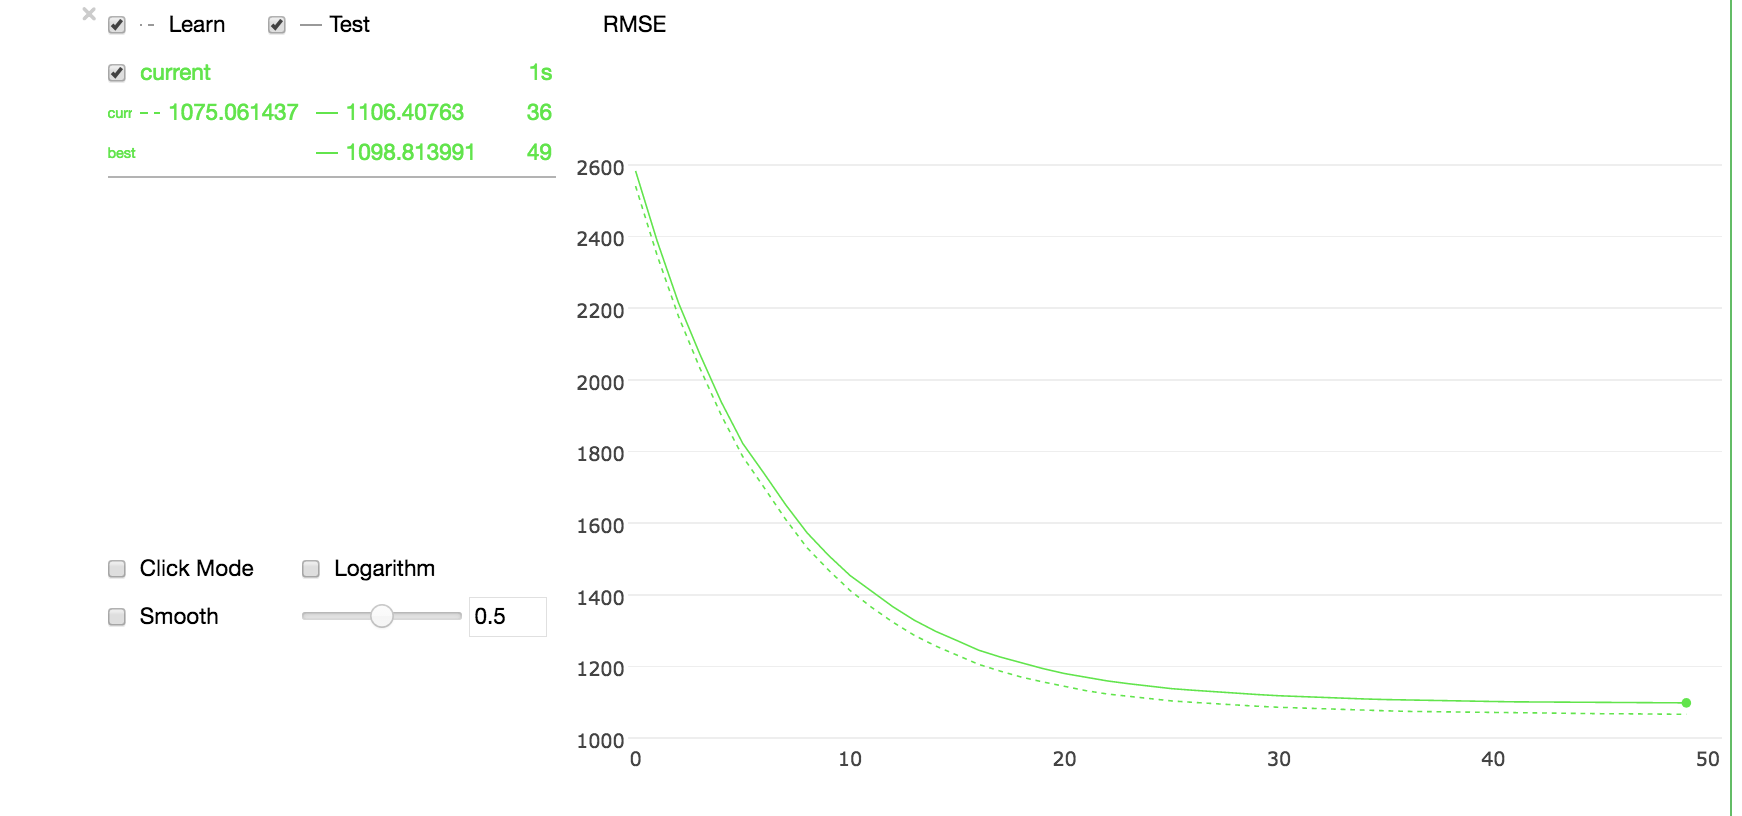 Learn Test RMSE
current 1s
curr 1075.061437 1106.40763 36
best 1098.813991 49
2600
2400
2200
2000
1800
1600
1400
1200
1000
0 10 20 30 40 50
Click Mode Logarithm
Smooth 0.5